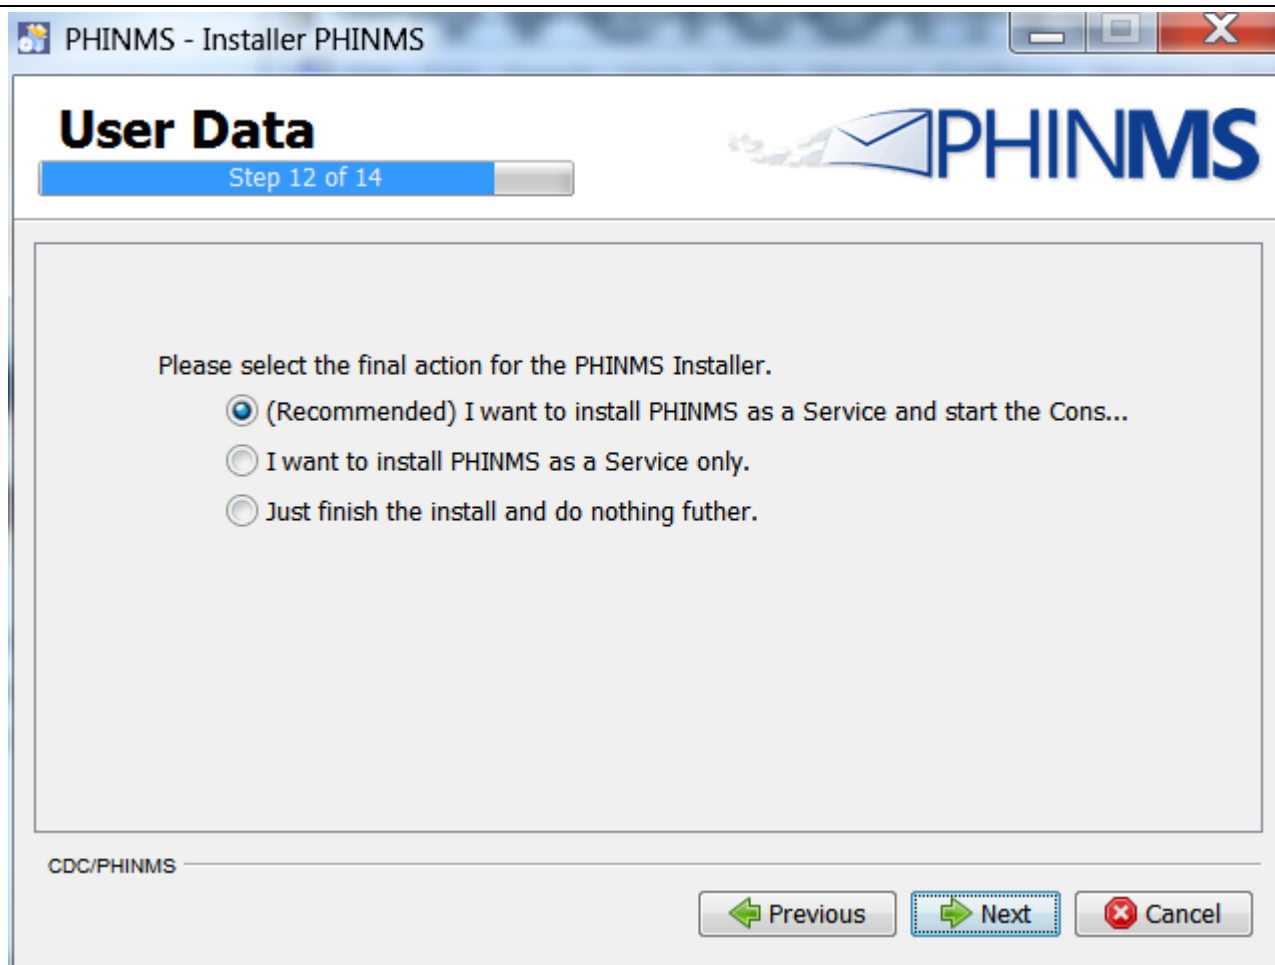 PHINMS - Installer PHINMS
User Data
Step 12 of 14
PHINMS
Please select the final action for the PHINMS Installer.
(Recommended) I want to install PHINMS as a Service and start the Cons...
I want to install PHINMS as a Service only.
Just finish the install and do nothing futher.
CDC/PHINMS
Previous
Next
Cancel